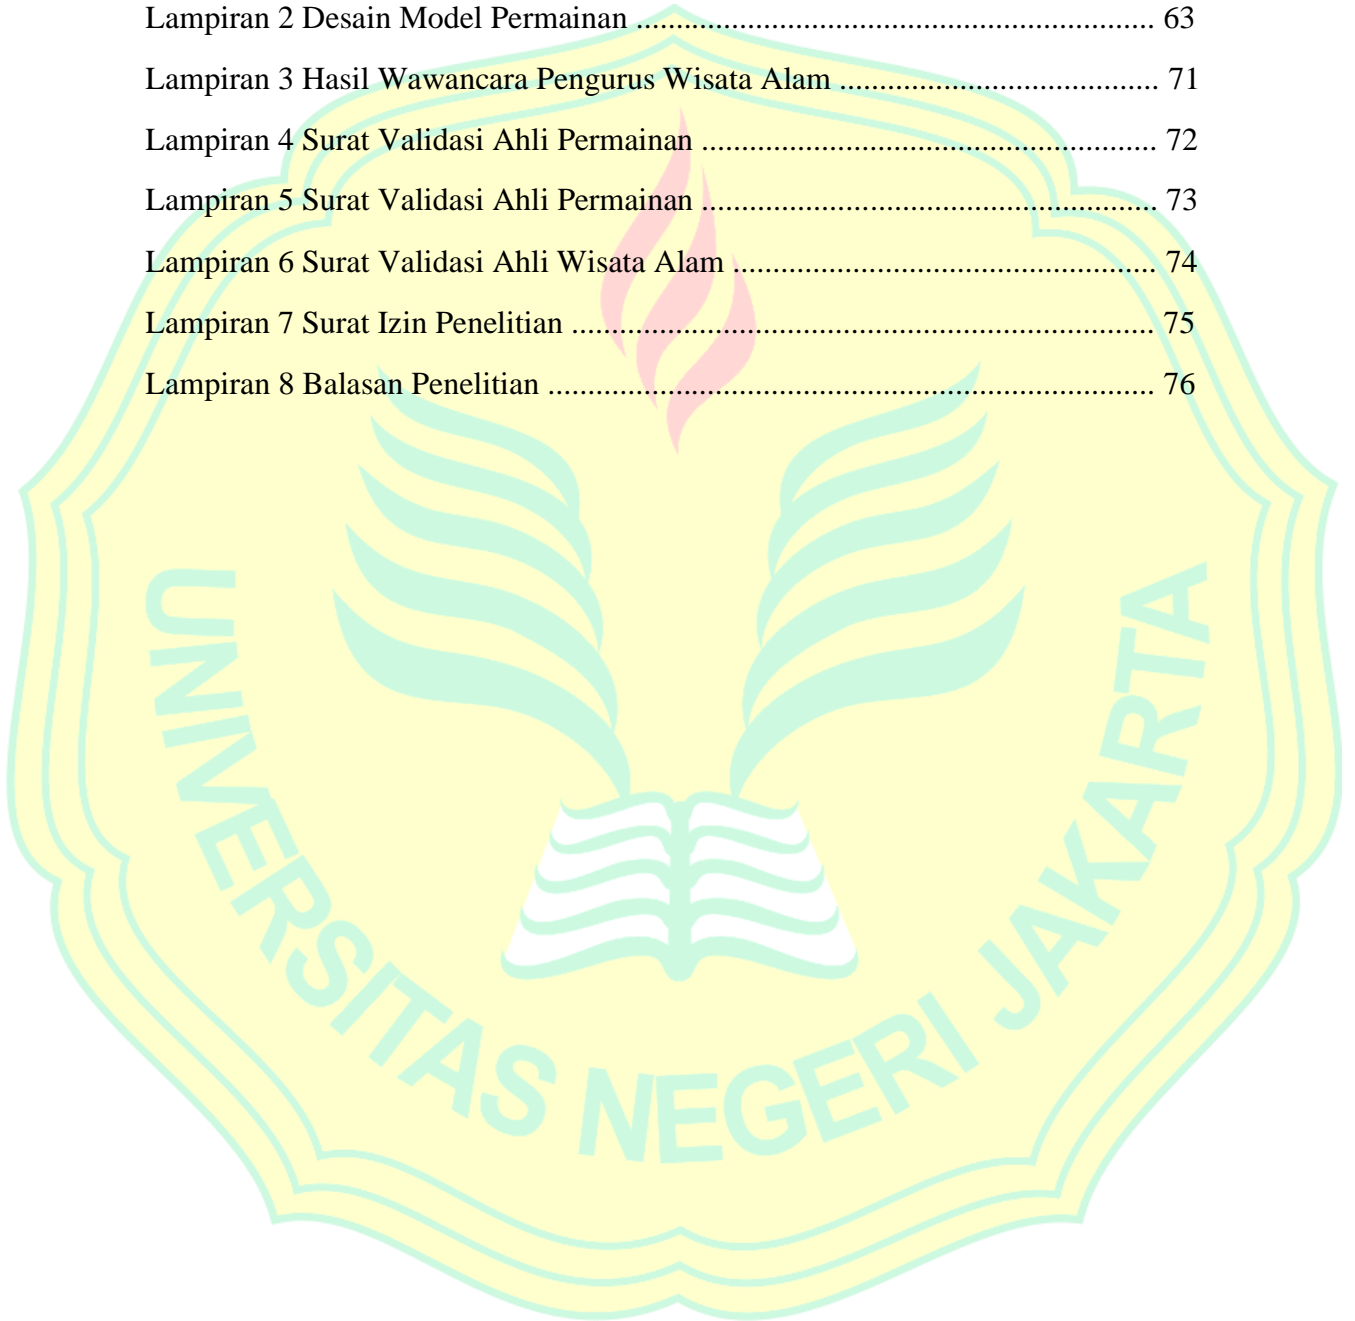 Lampiran 2 Desain Model Permainan ................................................................. 63
Lampiran 3 Hasil Wawancara Pengurus Wisata Alam ........................................ 71
Lampiran 4 Surat Validasi Ahli Permainan ......................................................... 72
Lampiran 5 Surat Validasi Ahli Permainan ......................................................... 73
Lampiran 6 Surat Validasi Ahli Wisata Alam ..................................................... 74
Lampiran 7 Surat Izin Penelitian ......................................................................... 75
Lampiran 8 Balasan Penelitian ............................................................................ 76
UNIVERSITAS NEGERI JAKARTA